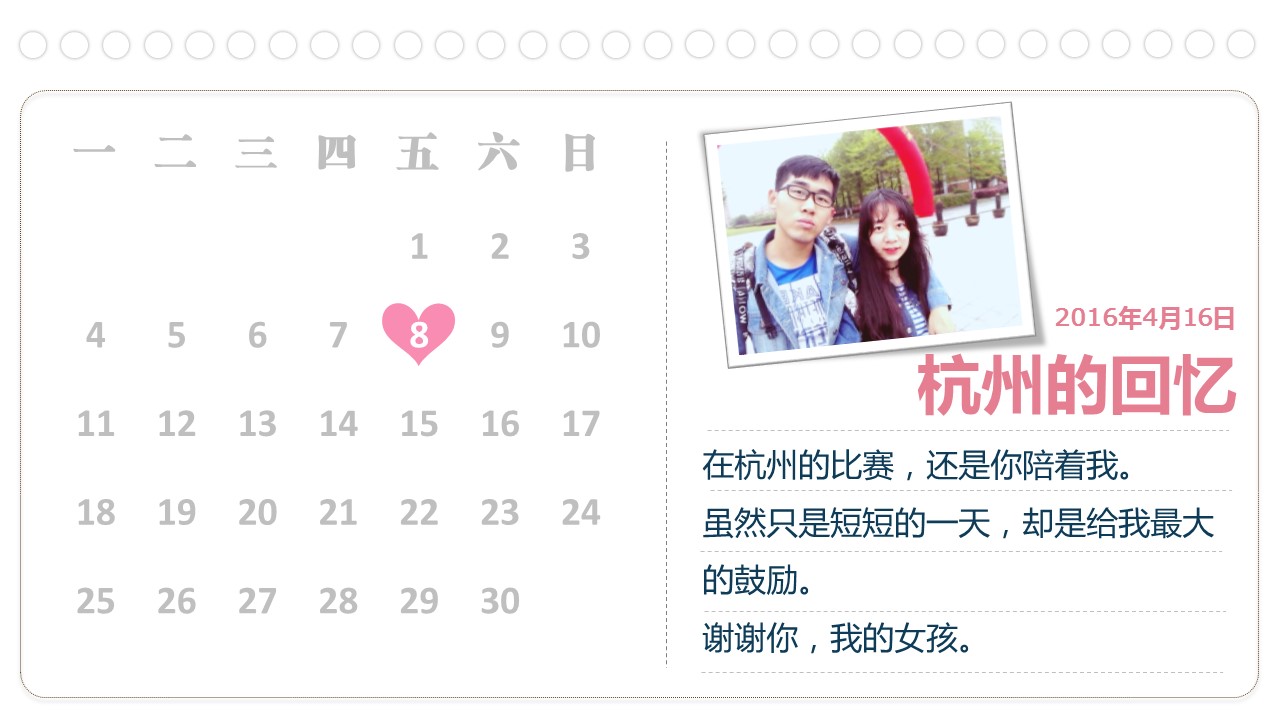 一 二 三 四 五 六 日
1 2 3
4 5 6 7 8 9 10
11 12 13 14 15 16 17
18 19 20 21 22 23 24
25 26 27 28 29 30
2016年4月16日
杭州的回忆
在杭州的比赛，还是你陪着我。
虽然只是短短的一天，却是给我最大
的鼓励。
谢谢你，我的女孩。